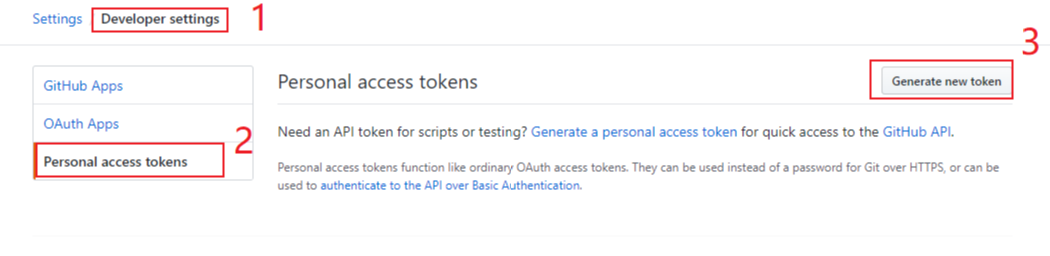 Settings Developer settings 1
3
GitHub Apps
OAuth Apps
Personal access tokens 2
Personal access tokens
Generate new token
Need an API token for scripts or testing? Generate a personal access token for quick access to the GitHub API.
Personal access tokens function like ordinary OAuth access tokens. They can be used instead of a password for Git over HTTPS, or can be
used to authenticate to the API over Basic Authentication.